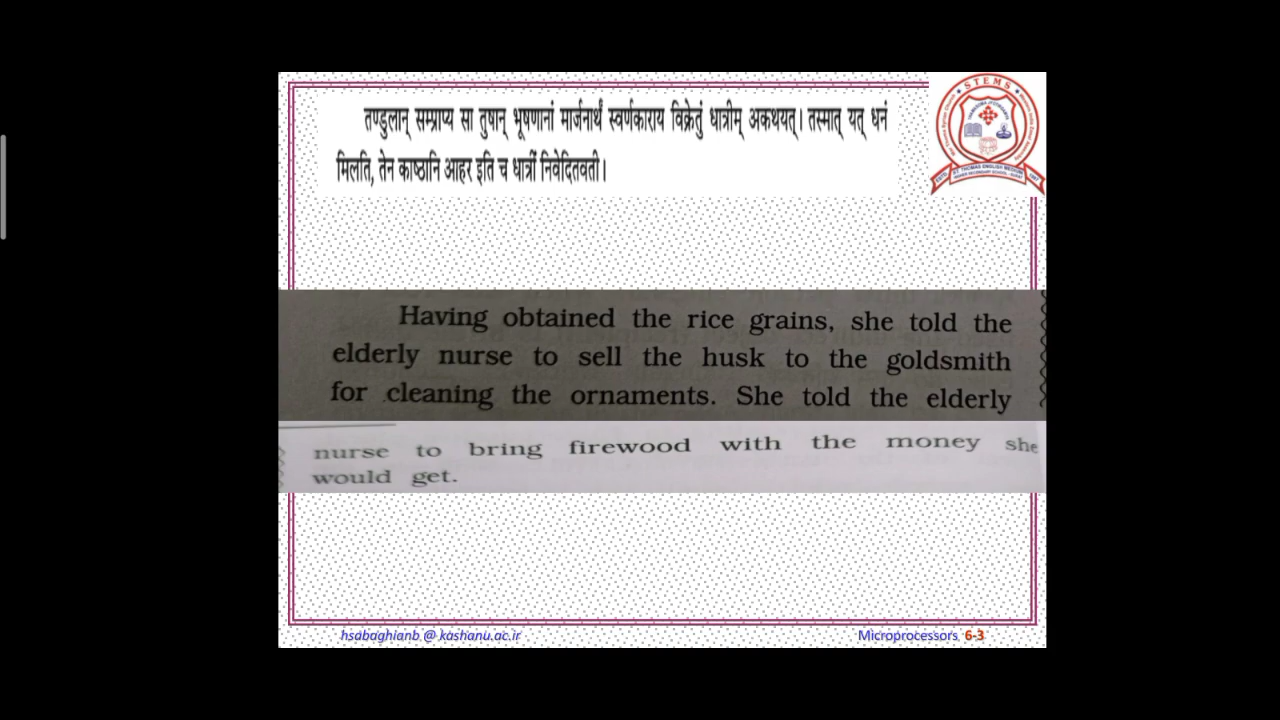 तण्डुलान् सम्प्राप्य सा तुषान् भूषणानां मार्जनार्थं स्वर्णकाराय विक्रेतुं धात्रीम् अकथयत्। तस्मात् यत् धनं
मिलति, तेन काष्ठानि आहर इति च धात्रीं निवेदितवती।
STEMS
Having obtained the rice grains, she told the
elderly nurse to sell the husk to the goldsmith
for cleaning the ornaments. She told the elderly
nurse to bring firewood with the money she
would get.
hsabaghianb @ kashanu.ac.ir
Microprocessors 6-3